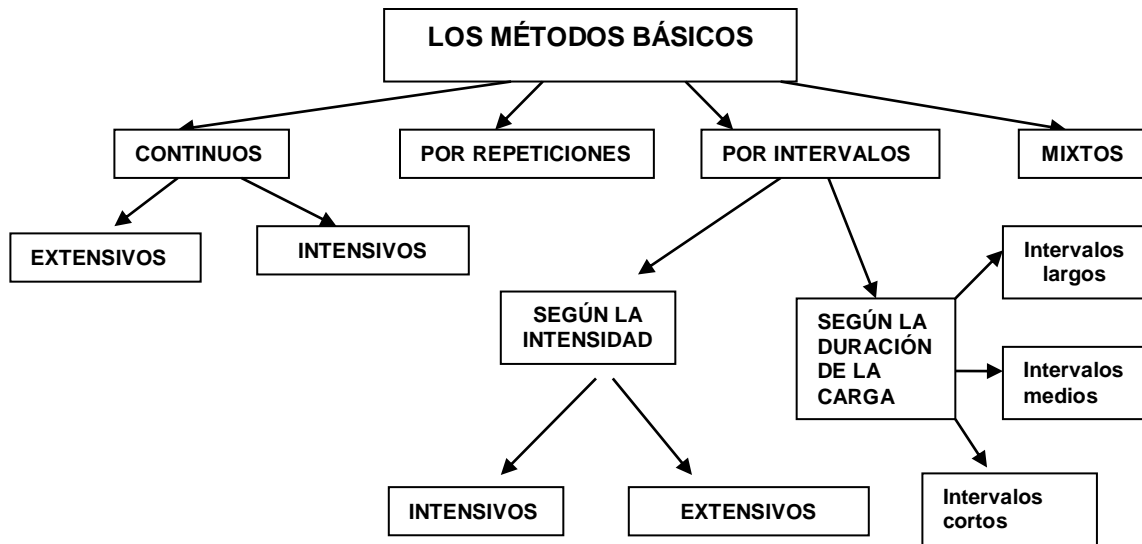 LOS MÉTODOS BÁSICOS
CONTINUOS
POR REPETICIONES
POR INTERVALOS
MIXTOS
EXTENSIVOS
INTENSIVOS
SEGÚN LA
INTENSIDAD
SEGÚN LA
DURACIÓN
DE LA
CARGA
Intervalos
largos
Intervalos
medios
INTENSIVOS
EXTENSIVOS
Intervalos
cortos